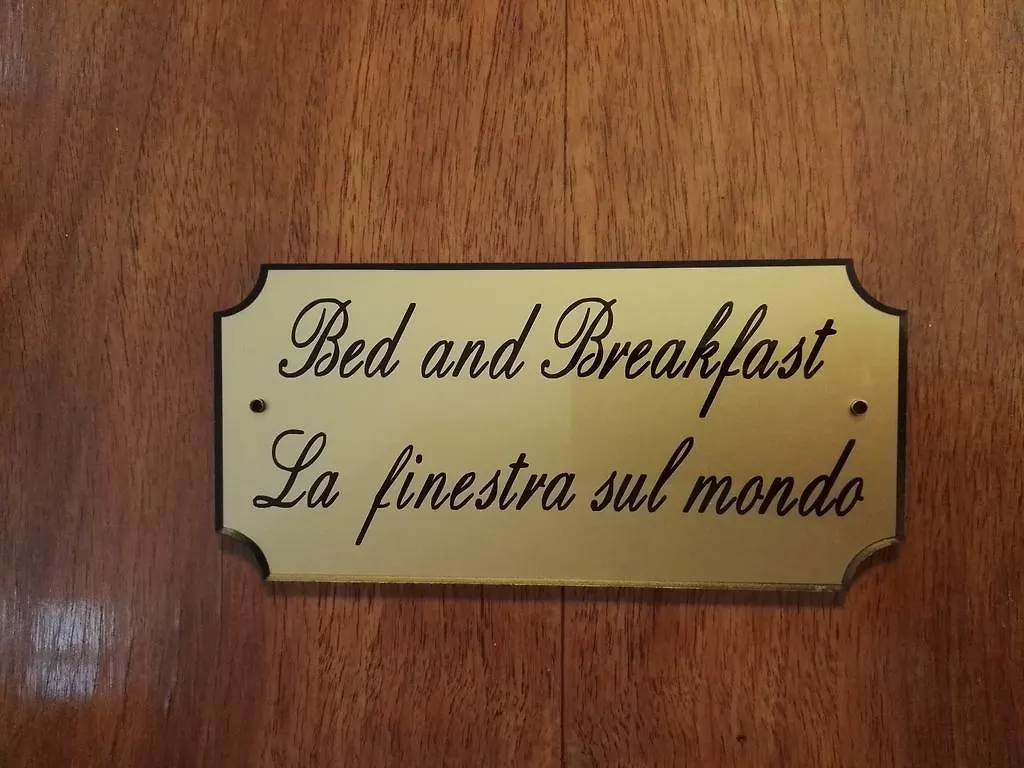 Bed and Breakfast
La finestra sul mondo